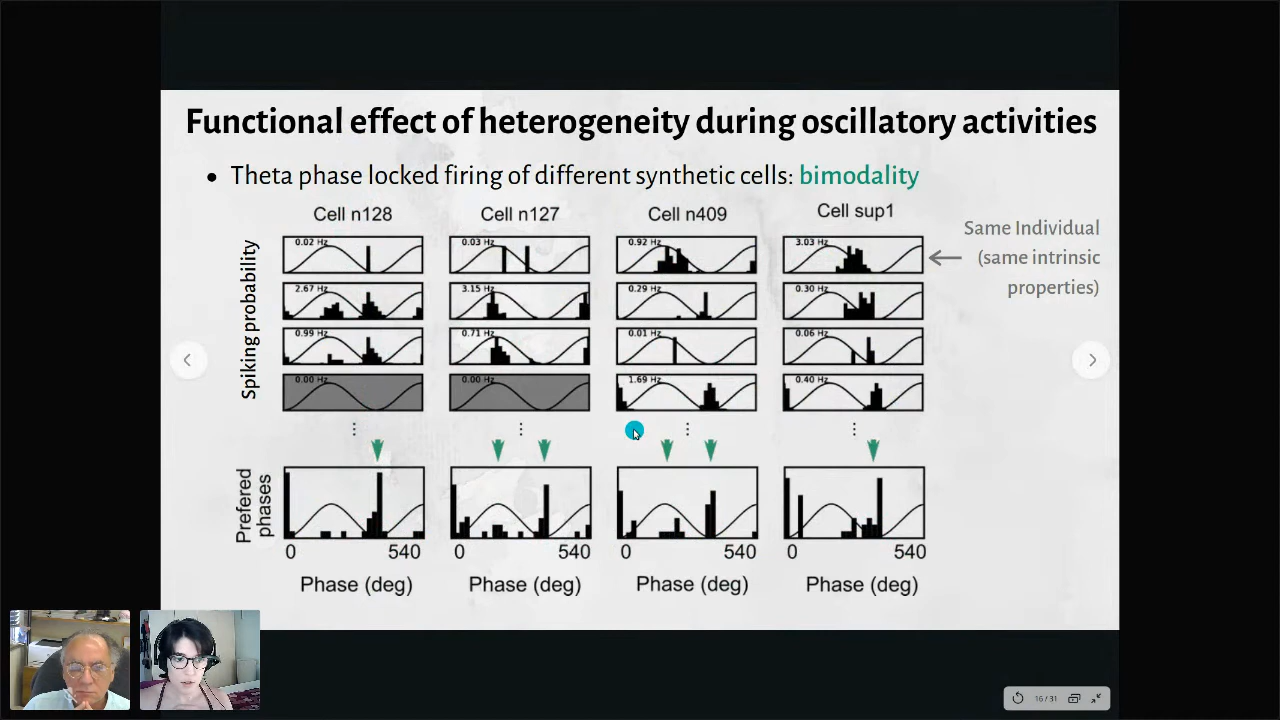 Functional effect of heterogeneity during oscillatory activities
• Theta phase locked firing of different synthetic cells: bimodality
Cell n128
Cell n127
Cell n409
Cell sup1
Spiking probability
0.02 Hz
0.03 Hz
0.92 Hz
3.03 Hz
Same Individual
(same intrinsic
properties)
2.67 Hz
3.15 Hz
0.29 Hz
0.30 Hz
0.99 Hz
0.71 Hz
0.01 Hz
0.06 Hz
0.00 Hz
0.00 Hz
1.69 Hz
0.40 Hz
Prefered
phases
0 540
0 540
0 540
0 540
Phase (deg)
Phase (deg)
Phase (deg)
Phase (deg)
16 / 31